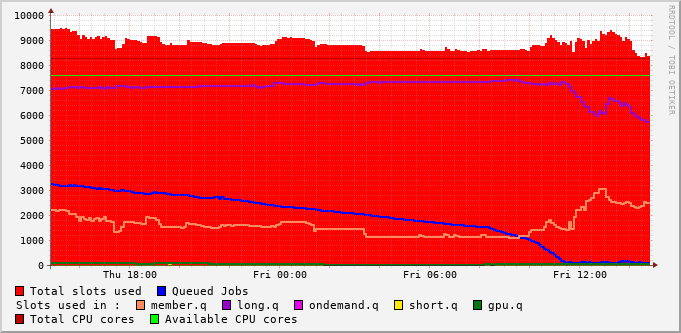 10000
9000
8000
7000
6000
5000
4000
3000
2000
1000
0
Thu 18:00 Fri 00:00 Fri 06:00 Fri 12:00
Total slots used Queued Jobs
Slots used in : member.q long.q ondemand.q short.q gpu.q
Total CPU cores Available CPU cores
RRDTOOL / TOBI OETIKER